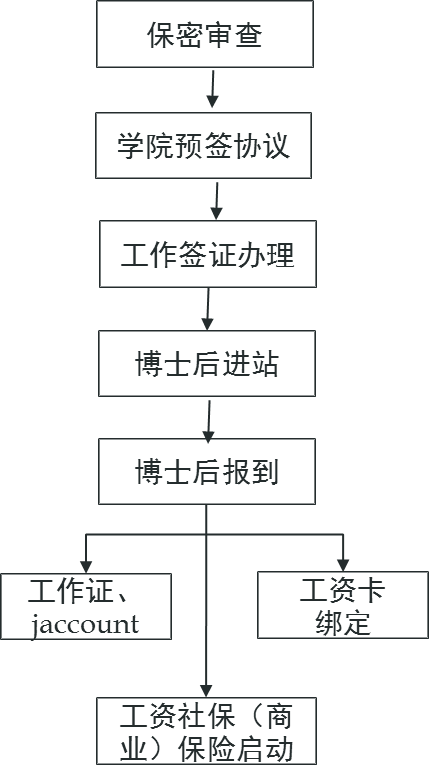 保密审查
学院预签协议
工作签证办理
博士后进站
博士后报到
工作证、
jaccount
工资卡
绑定
工资社保（商
业）保险启动